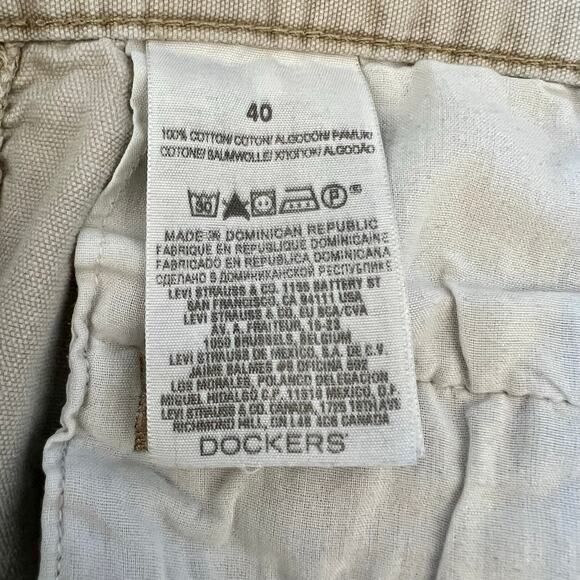 40
100% COTTON/ COTON/ ALGODÓN/ PAMUK/
COTONE/ BAUMWOLLE/ ХЛОПОК/ ALGODÃO
30 P
MADE IN DOMINICAN REPUBLIC
FABRIQUE EN REPUBLIQUE DOMINICAINE
FABRICADO EN REPUBLICA DOMINICANA
СДЕЛАНО В ДОМИНИКАНСКОЙ РЕСПУБЛИКЕ
LEVI STRAUSS & CO. 1155 BATTERY ST
SAN FRANCISCO, CA 94111 USA
LEVI STRAUSS & CO. EU SCA/CVA
AV. A. FRAITEUR, 15-23
1050 BRUSSELS, BELGIUM
LEVI STRAUSS DE MEXICO, S.A. DE C.V.
JAIME BALMES #8 OFICINA
LOS MORALES, POLANCO DELEGACION
MIGUEL HIDALGO C.P. 11510 MEXICO, D.F.
LEVI STRAUSS & CO. CANADA, 1725 16TH AVE
RICHMOND HILL, ON L4B CANADA
DOCKERS